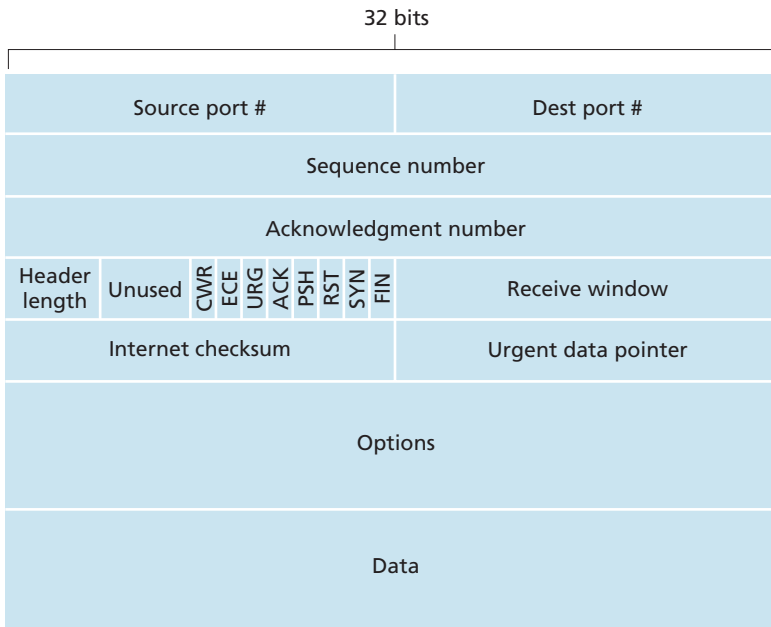 32 bits
Source port #
Dest port #
Sequence number
Acknowledgment number
Header
length
Unused
CWR
ECE
URG
ACK
PSH
RST
SYN
FIN
Receive window
Internet checksum
Urgent data pointer
Options
Data